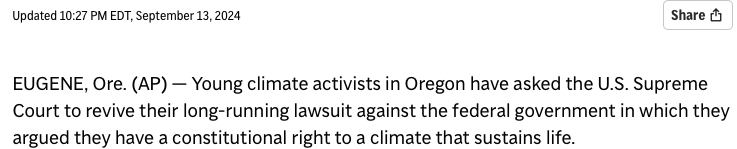 Updated 10:27 PM EDT, September 13, 2024
Share
EUGENE, Ore. (AP) — Young climate activists in Oregon have asked the U.S. Supreme
Court to revive their long-running lawsuit against the federal government in which they
argued they have a constitutional right to a climate that sustains life.